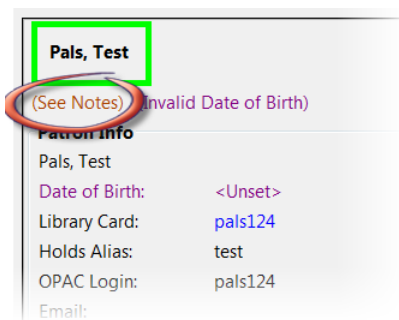 Pals, Test
(See Notes) (Invalid Date of Birth)
Patron Info
Pals, Test
Date of Birth: <Unset>
Library Card: pals124
Holds Alias: test
OPAC Login: pals124
Email: